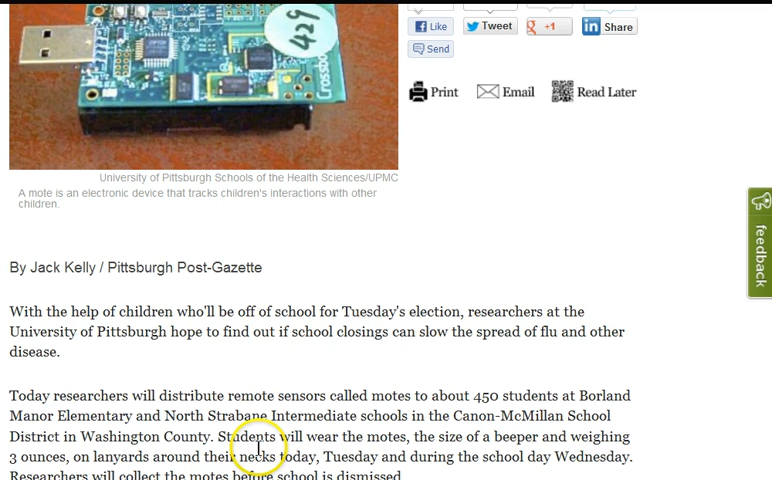 429
Crossbo
Like
Tweet
+1
Share
Send
Print
Email
Read Later
University of Pittsburgh Schools of the Health Sciences/UPMC
A mote is an electronic device that tracks children's interactions with other
children.
feedback
By Jack Kelly / Pittsburgh Post-Gazette
With the help of children who'll be off of school for Tuesday's election, researchers at the
University of Pittsburgh hope to find out if school closings can slow the spread of flu and other
disease.
Today researchers will distribute remote sensors called motes to about 450 students at Borland
Manor Elementary and North Strabane Intermediate schools in the Canon-McMillan School
District in Washington County. Students will wear the motes, the size of a beeper and weighing
3 ounces, on lanyards around their necks today, Tuesday and during the school day Wednesday.
Researchers will collect the motes before school is dismissed.